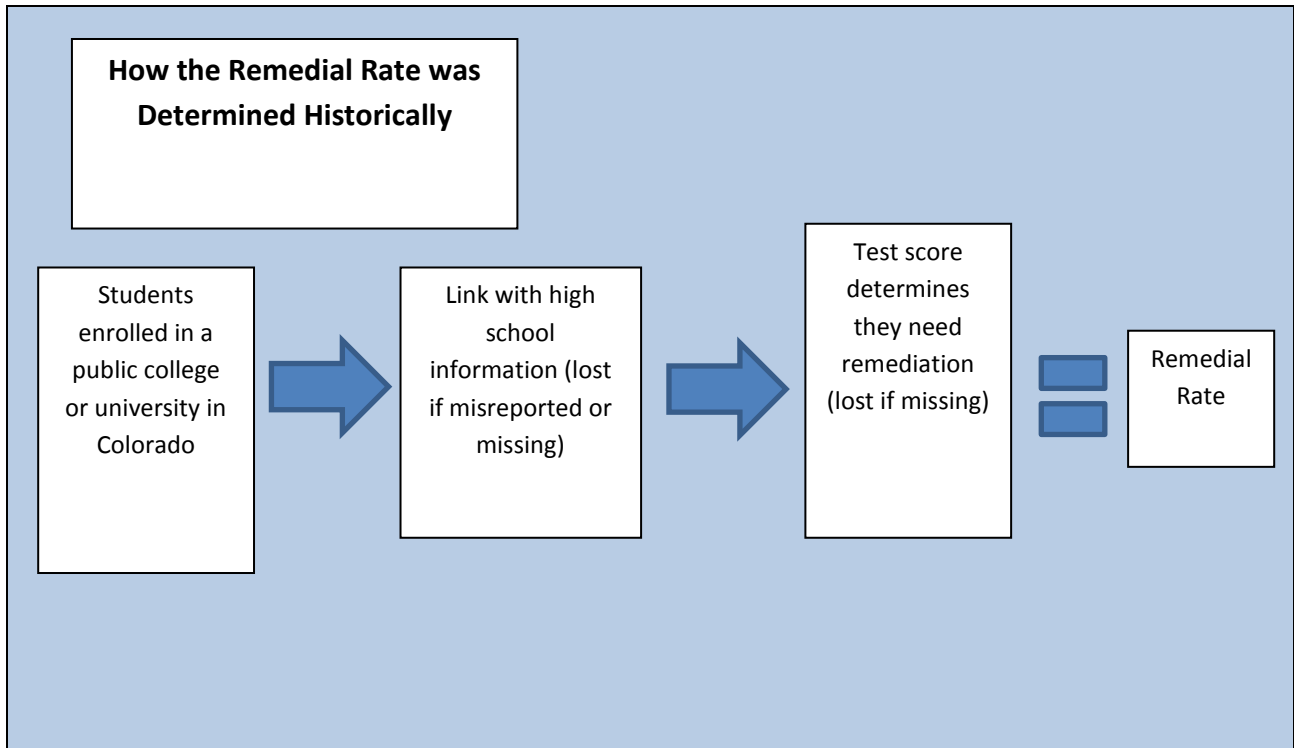 How the Remedial Rate was
Determined Historically
Students
enrolled in a
public college
or university in
Colorado
Link with high
school
information (lost
if misreported or
missing)
Test score
determines
they need
remediation
(lost if missing)
Remedial
Rate